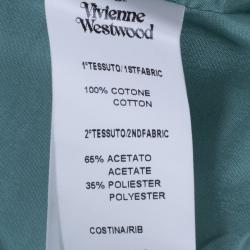 Vivienne
Westwood
1°TESSUTO/1STFABRIC
100% COTONE
COTTON
2°TESSUTO/2NDFABRIC
65% ACETATO
ACETATE
35% POLIESTER
POLYESTER
COSTINA/RIB